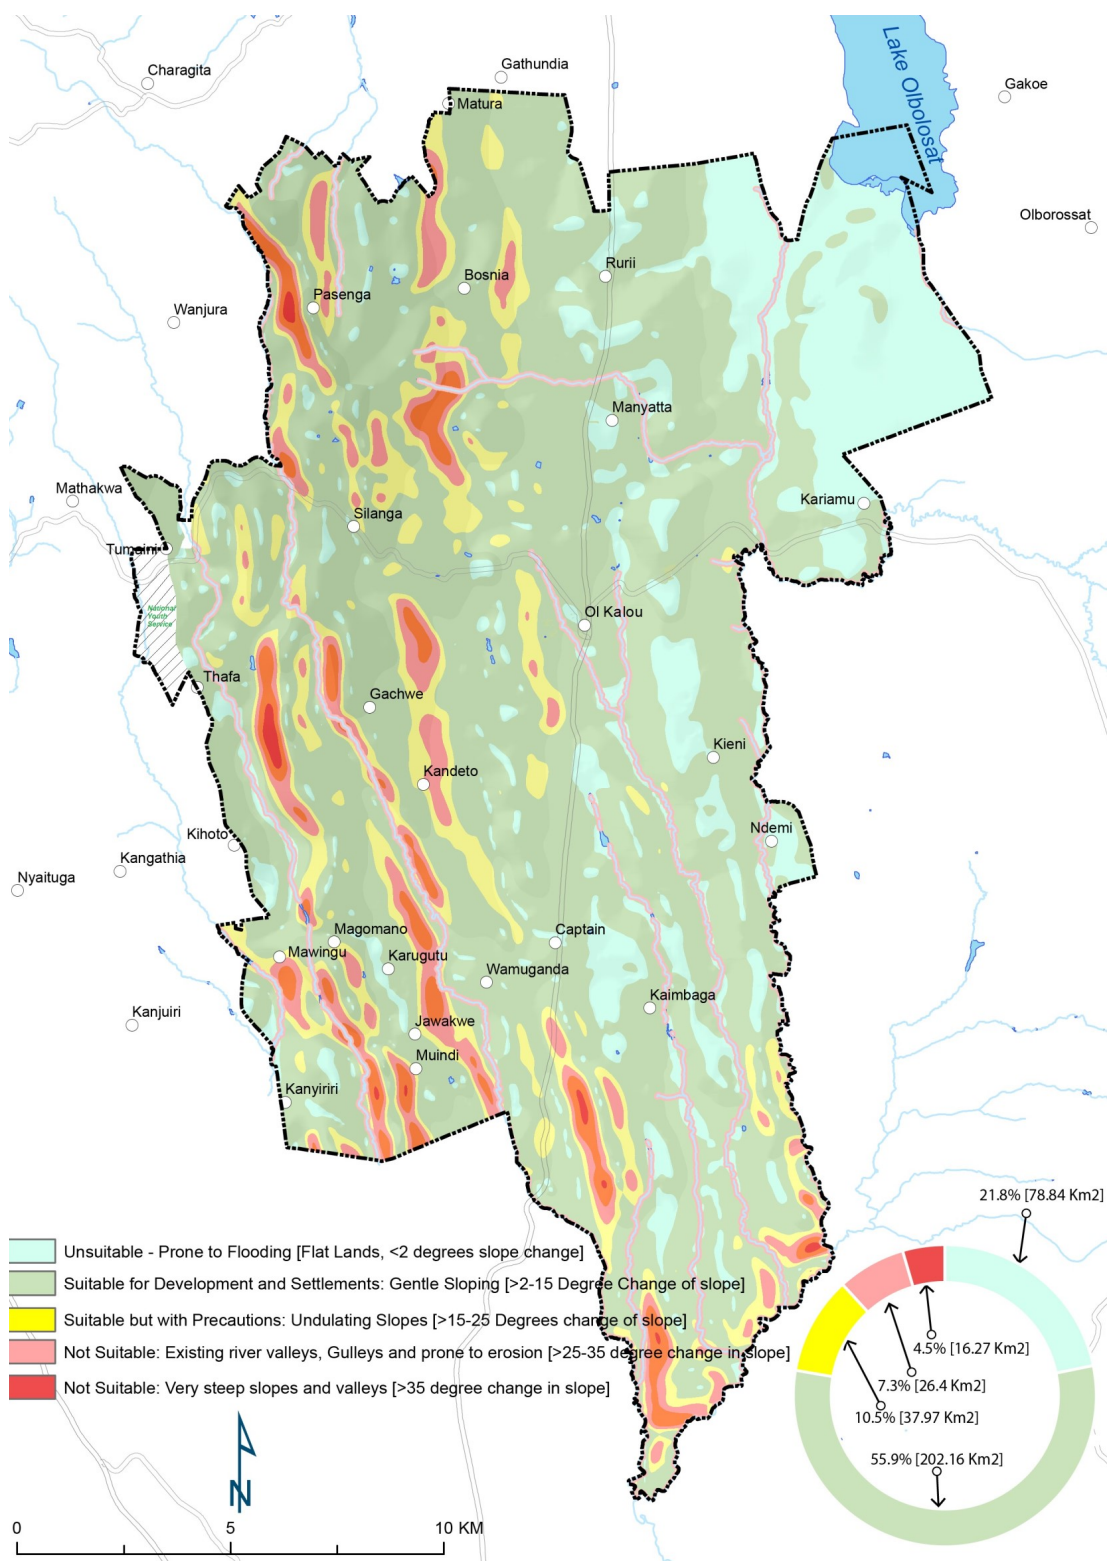 Lake Olbolosat
Gathundia
Charagita
Gakoe
Matura
Olborossat
Rurii
Bosnia
Pasenga
Wanjura
Manyatta
Mathakwa
Kariamu
Silanga
Tumaini
National
Youth
Service
Ol Kalou
Thafa
Gachwe
Kieni
Kandeto
Ndemi
Kihoto
Kangathia
Nyaituga
Magomano
Captain
Mawingu
Karugutu
Wamuganda
Kaimbaga
Kanjuiri
Jawakwe
Muindi
Kanyiriri
21.8% [78.84 Km2]
Unsuitable - Prone to Flooding [Flat Lands, <2 degrees slope change]
Suitable for Development and Settlements: Gentle Sloping [>2-15 Degree Change of slope]
Suitable but with Precautions: Undulating Slopes [>15-25 Degrees change of slope]
Not Suitable: Existing river valleys, Gulleys and prone to erosion [>25-35 degree change in slope]
Not Suitable: Very steep slopes and valleys [>35 degree change in slope]
4.5% [16.27 Km2]
7.3% [26.4 Km2]
10.5% [37.97 Km2]
55.9% [202.16 Km2]
N
0 5 10 KM